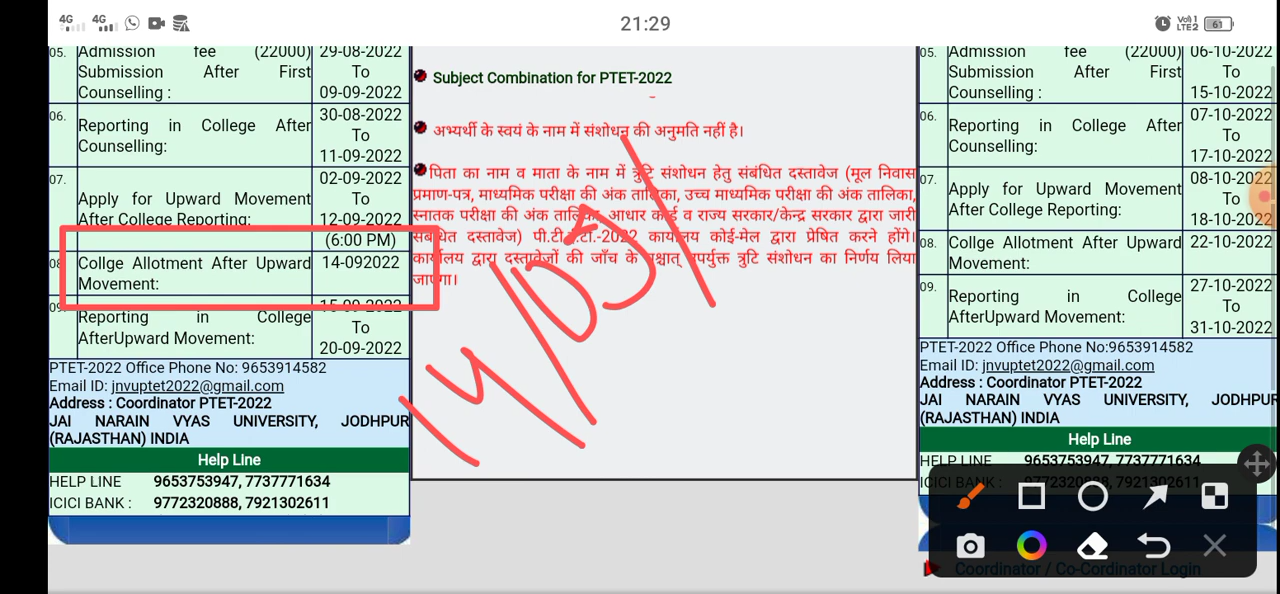 4G 4G 21:29 Vo) 1 LTE2 61
05. Admission fee (22000) 29-08-2022
Submission After First To
Counselling : 09-09-2022
06. Reporting in College After 30-08-2022
Counselling: To
11-09-2022
07. 02-09-2022
Apply for Upward Movement To
After College Reporting: 12-09-2022
(6:00 PM)
08 Collge Allotment After Upward 14-092022
Movement:
09. 15-09-2022
Reporting in College To
AfterUpward Movement: 20-09-2022
PTET-2022 Office Phone No: 9653914582
Email ID: jnvuptet2022@gmail.com
Address : Coordinator PTET-2022
JAI NARAIN VYAS UNIVERSITY, JODHPUR
(RAJASTHAN) INDIA
Help Line
HELP LINE 9653753947, 7737771634
ICICI BANK : 9772320888, 7921302611
Subject Combination for PTET-2022
अभ्यर्थी के स्वयं के नाम में संशोधन की अनुमति नहीं है।
पिता का नाम व माता के नाम में त्रुटि संशोधन हेतु संबंधित दस्तावेज (मूल निवास
प्रमाण-पत्र, माध्यमिक परीक्षा की अंक तालिका, उच्च माध्यमिक परीक्षा की अंक तालिका,
स्नातक परीक्षा की अंक तालिका, आधार कार्ड व राज्य सरकार/केन्द्र सरकार द्वारा जारी
संबंधित दस्तावेज) पी.टी.ई.टी.-2022 कार्यालय कोई-मेल द्वारा प्रेषित करने होंगे।
कार्यालय द्वारा दस्तावेजों की जाँच के पश्चात् उपर्युक्त त्रुटि संशोधन का निर्णय लिया
जाएगा।
05. Admission fee (22000) 06-10-2022
Submission After First To
Counselling : 15-10-2022
06. Reporting in College After 07-10-2022
Counselling: To
17-10-2022
07. Apply for Upward Movement 08-10-2022
After College Reporting: To
18-10-2022
08. Collge Allotment After Upward 22-10-2022
Movement:
09. Reporting in College 27-10-2022
AfterUpward Movement: To
31-10-2022
PTET-2022 Office Phone No:9653914582
Email ID: jnvuptet2022@gmail.com
Address : Coordinator PTET-2022
JAI NARAIN VYAS UNIVERSITY, JODHPUR
(RAJASTHAN) INDIA
Help Line
HELP LINE 9653753947, 7737771634
ICICI BANK : 9772320888, 7921302611
Coordinator / Co-Cordinator Login